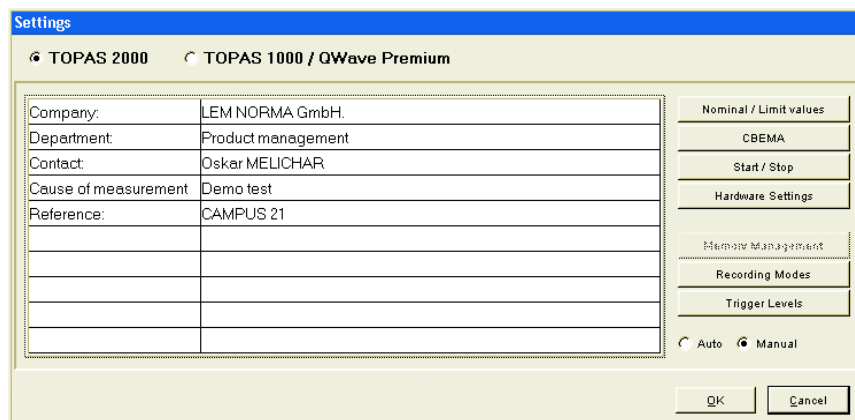 Settings
TOPAS 2000 TOPAS 1000 / QWave Premium
Company: LEM NORMA GmbH.
Department: Product management
Contact: Oskar MELICHAR
Cause of measurement Demo test
Reference: CAMPUS 21
Nominal / Limit values
CBEMA
Start / Stop
Hardware Settings
Memory Management
Recording Modes
Trigger Levels
Auto Manual
OK Cancel